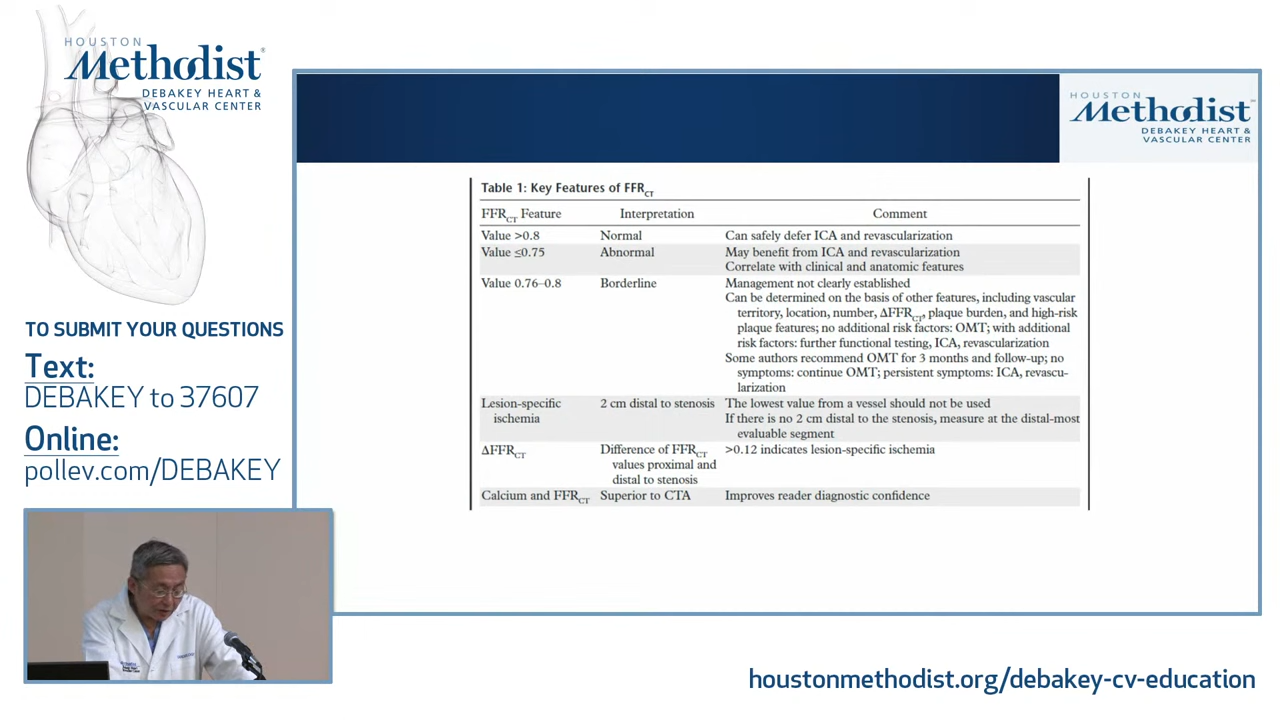 HOUSTON
Methodist®
DEBAKEY HEART &
VASCULAR CENTER
TO SUBMIT YOUR QUESTIONS
Text:
DEBAKEY to 37607
Online:
pollev.com/DEBAKEY
HOUSTON
Methodist
DEBAKEY HEART &
VASCULAR CENTER
Table 1: Key Features of FFRCT
FFRCT Feature Interpretation Comment
Value >0.8 Normal Can safely defer ICA and revascularization
Value ≤0.75 Abnormal May benefit from ICA and revascularization
Correlate with clinical and anatomic features
Value 0.76–0.8 Borderline Management not clearly established
Can be determined on the basis of other features, including vascular
territory, location, number, ΔFFRCT, plaque burden, and high-risk
plaque features; no additional risk factors: OMT; with additional
risk factors: further functional testing, ICA, revascularization
Some authors recommend OMT for 3 months and follow-up; no
symptoms: continue OMT; persistent symptoms: ICA, revascu-
larization
Lesion-specific 2 cm distal to stenosis The lowest value from a vessel should not be used
ischemia If there is no 2 cm distal to the stenosis, measure at the distal-most
evaluable segment
ΔFFRCT Difference of FFRCT >0.12 indicates lesion-specific ischemia
values proximal and
distal to stenosis
Calcium and FFRCT Superior to CTA Improves reader diagnostic confidence
houstonmethodist.org/debakey-cv-education